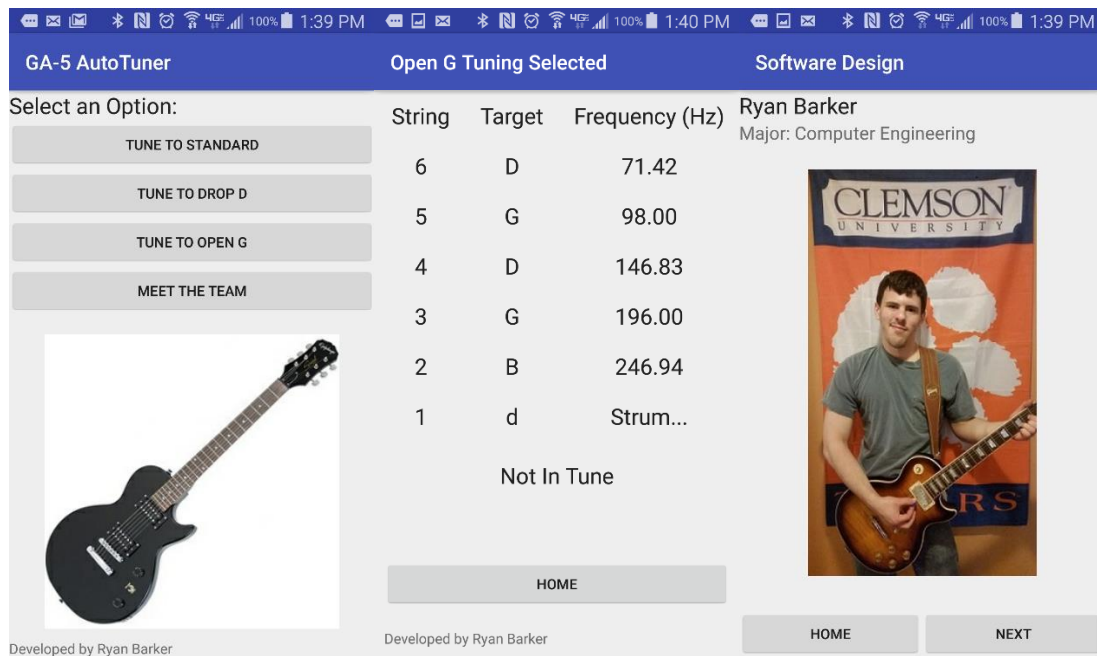 100% 1:39 PM
GA-5 AutoTuner
Select an Option:
TUNE TO STANDARD
TUNE TO DROP D
TUNE TO OPEN G
MEET THE TEAM
Developed by Ryan Barker
100% 1:40 PM
Open G Tuning Selected
String Target Frequency (Hz)
6 D 71.42
5 G 98.00
4 D 146.83
3 G 196.00
2 B 246.94
1 d Strum...
Not In Tune
HOME
Developed by Ryan Barker
100% 1:39 PM
Software Design
Ryan Barker
Major: Computer Engineering
CLEMSON
UNIVERSITY
RS
HOME NEXT